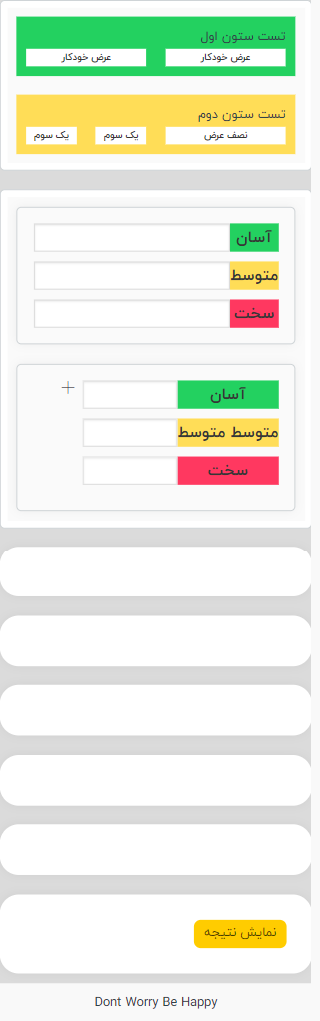 تست ستون اول
عرض خودکار عرض خودکار
تست ستون دوم
نصف عرض یک سوم یک سوم
آسان
متوسط
سخت
آسان +
متوسط متوسط
سخت
نمایش نتیجه
Dont Worry Be Happy